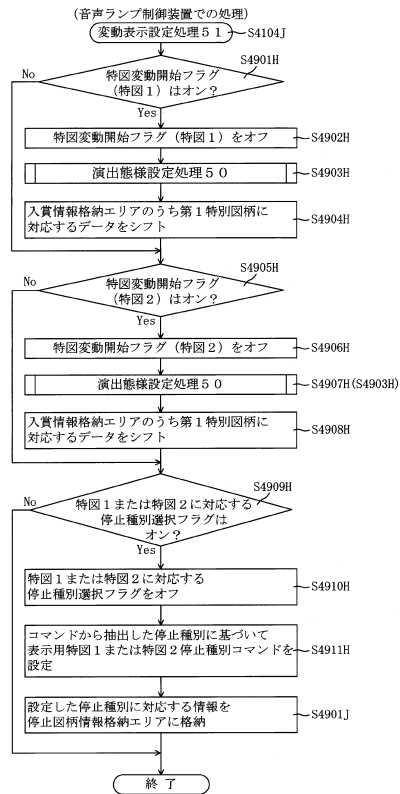 (音声ランプ制御装置での処理)
変動表示設定処理51
S4104J
S4901H
No
特図変動開始フラグ
(特図1)はオン?
Yes
特図変動開始フラグ(特図1)をオフ
S4902H
演出態様設定処理50
S4903H
入賞情報格納エリアのうち第1特別図柄に
対応するデータをシフト
S4904H
S4905H
No
特図変動開始フラグ
(特図2)はオン?
Yes
特図変動開始フラグ(特図2)をオフ
S4906H
演出態様設定処理50
S4907H(S4903H)
入賞情報格納エリアのうち第1特別図柄に
対応するデータをシフト
S4908H
S4909H
No
特図1または特図2に対応する
停止種別選択フラグは
オン?
Yes
特図1または特図2に対応する
停止種別選択フラグをオフ
S4910H
コマンドから抽出した停止種別に基づいて
表示用特図1または特図2停止種別コマンドを
設定
S4911H
設定した停止種別に対応する情報を
停止図柄情報格納エリアに格納
S4901J
終了